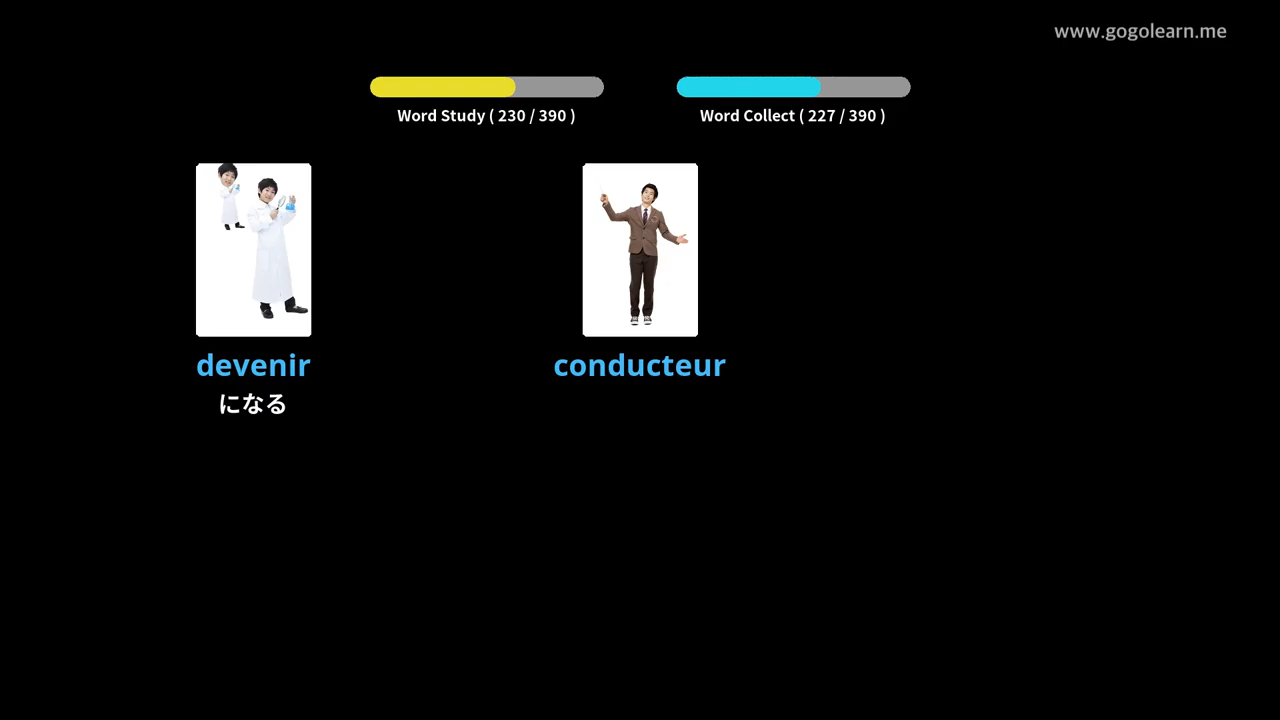 www.gogolearn.me
Word Study ( 230 / 390 )
Word Collect ( 227 / 390 )
devenir
になる
conducteur